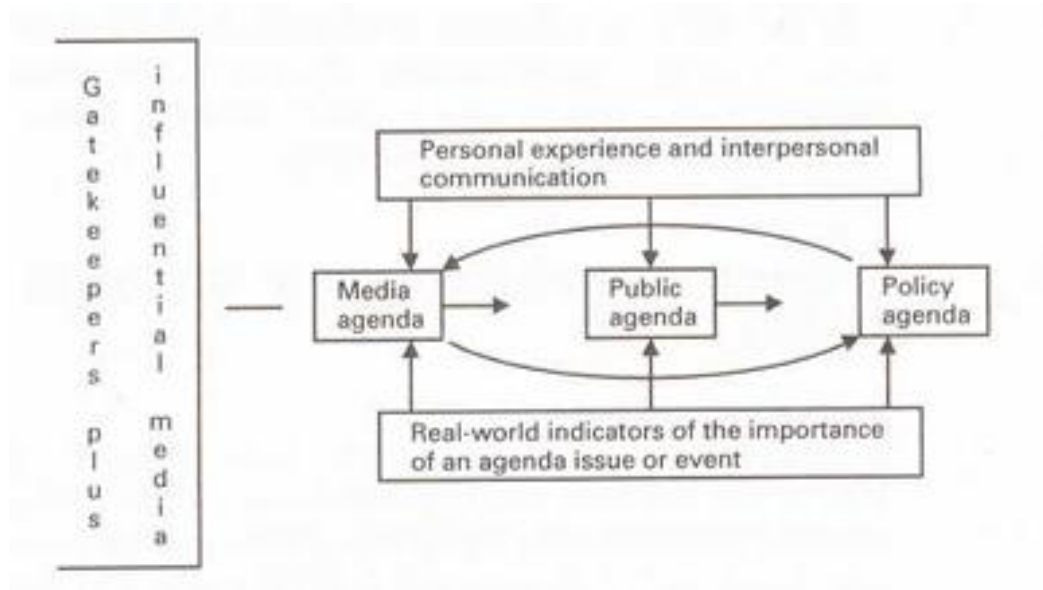 Gatekeepers plus
influential media
Personal experience and interpersonal
communication
Media
agenda
Public
agenda
Policy
agenda
Real-world indicators of the importance
of an agenda issue or event